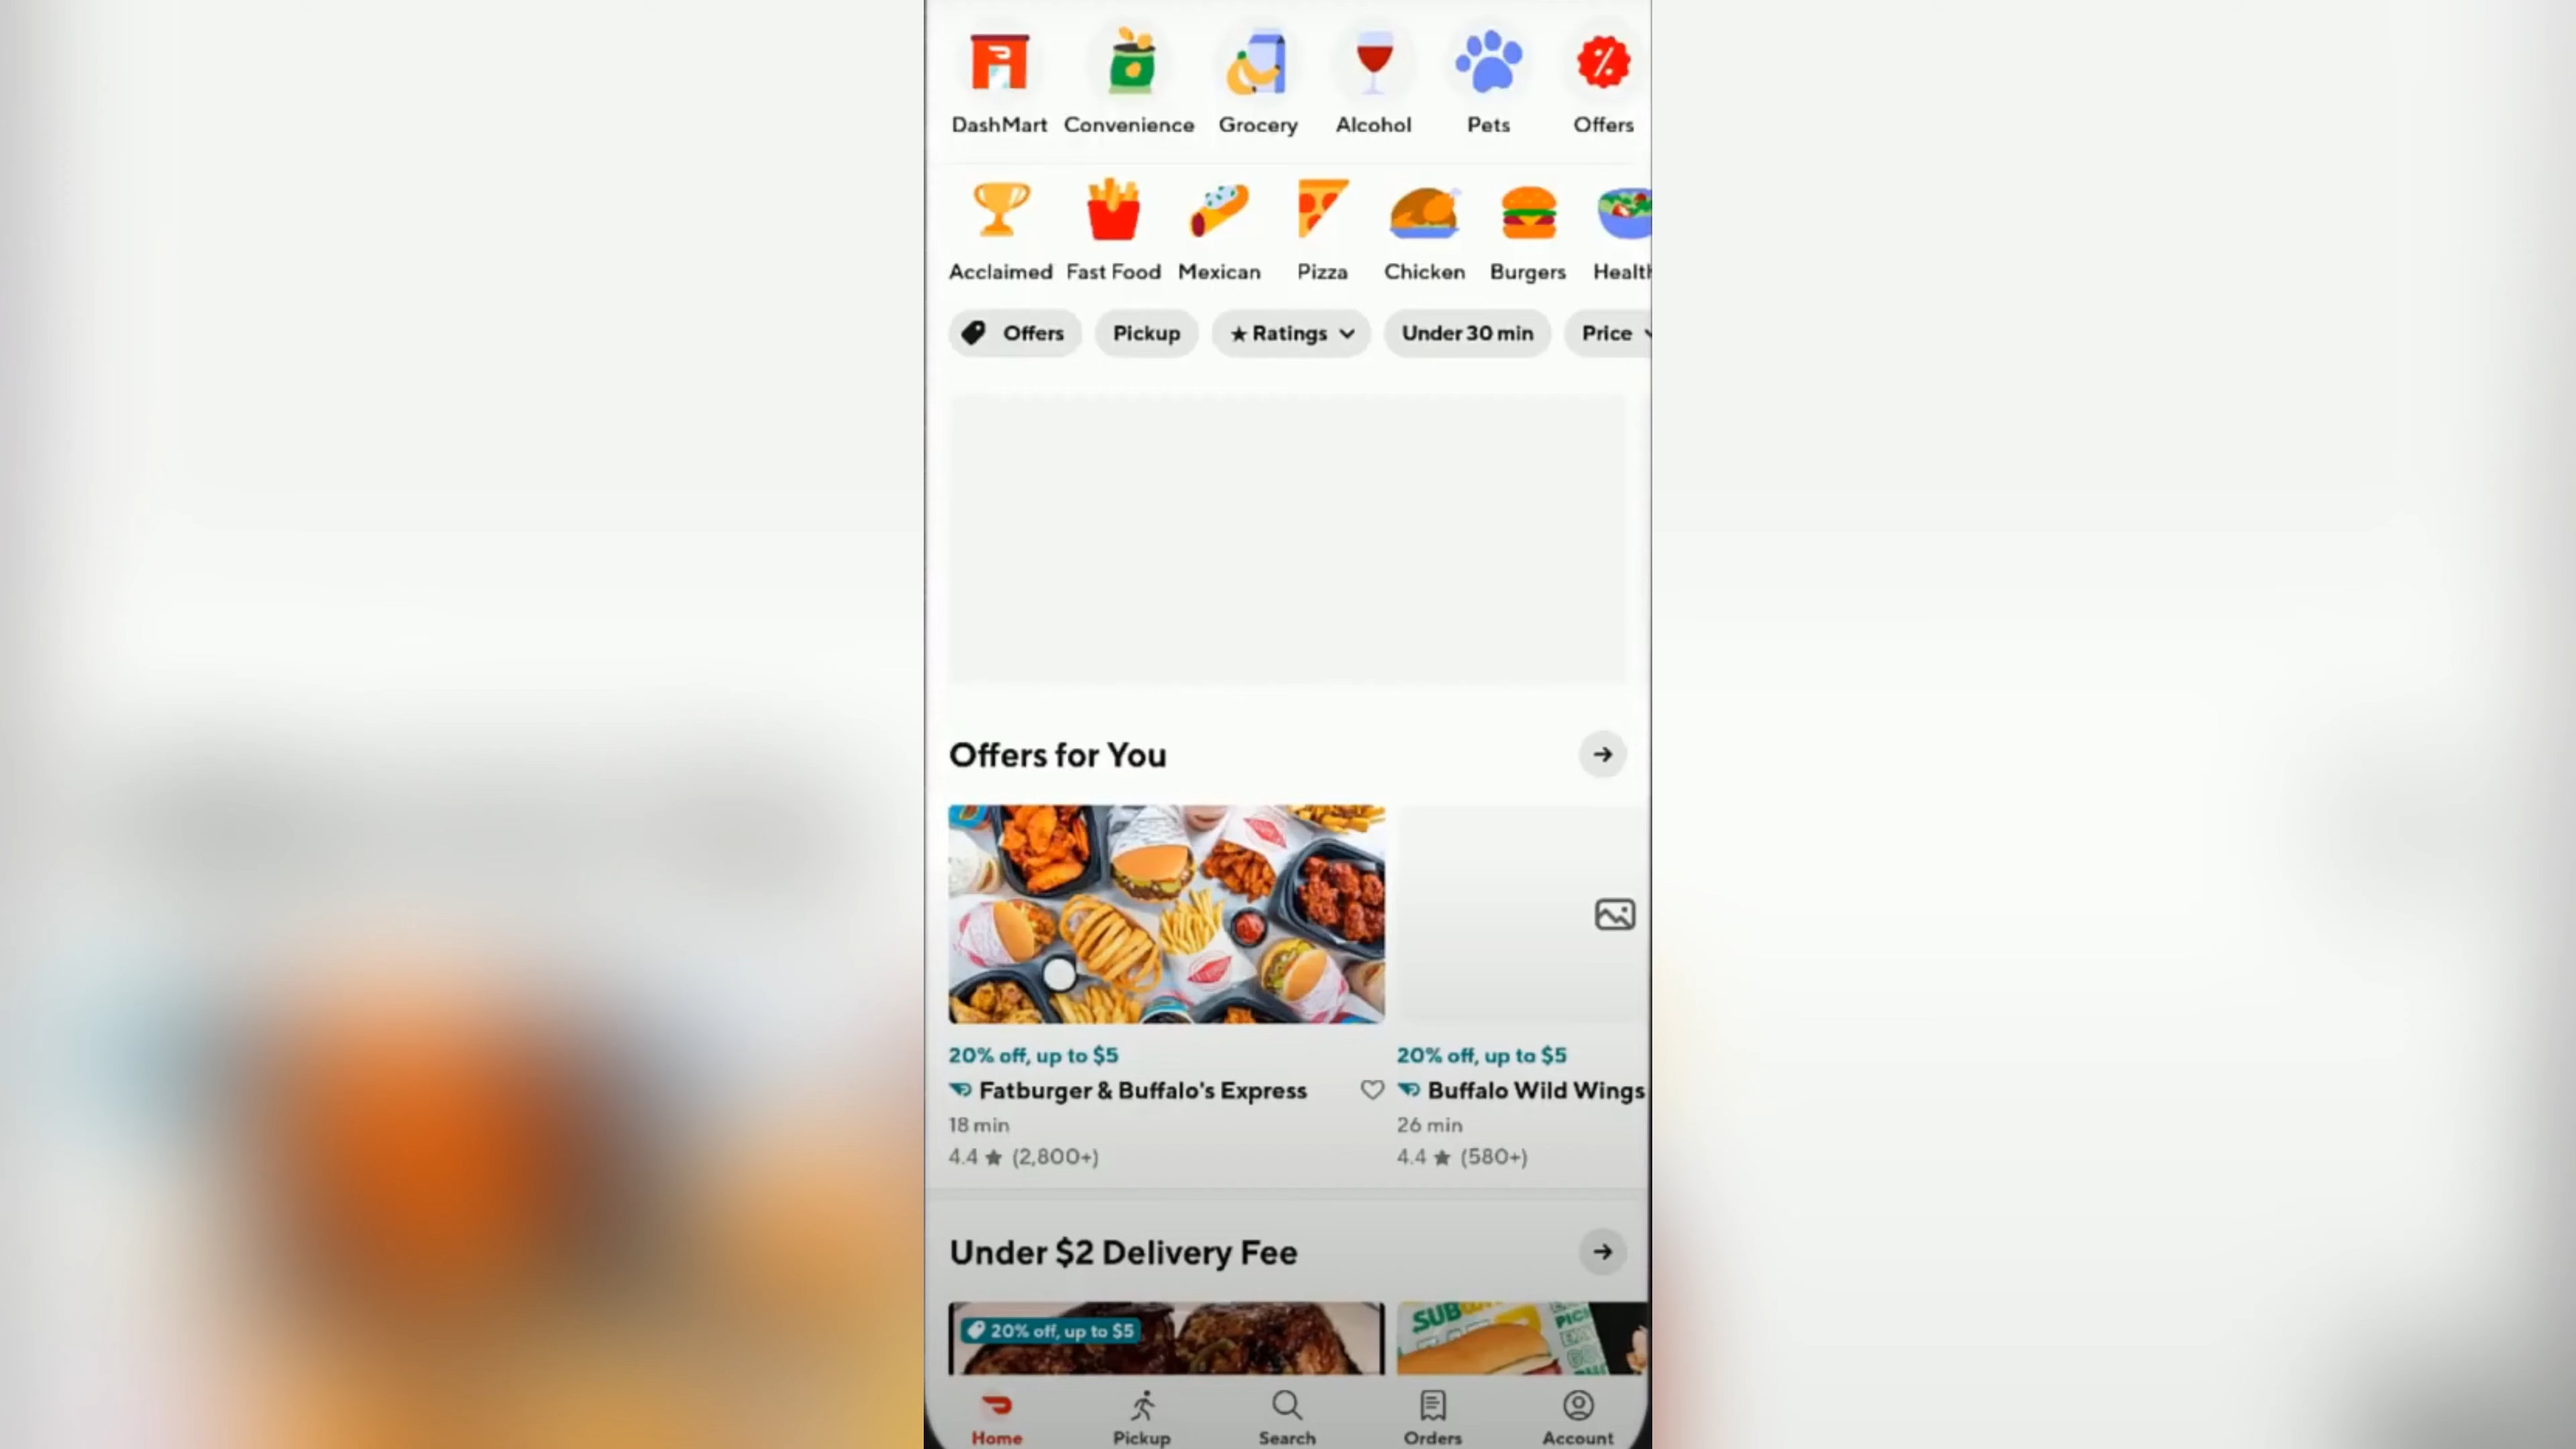 DashMart Convenience Grocery Alcohol Pets Offers
Acclaimed Fast Food Mexican Pizza Chicken Burgers Health
Offers Pickup ★ Ratings Under 30 min Price
Offers for You
20% off, up to $5
Fatburger & Buffalo's Express
18 min
4.4 ★ (2,800+)
20% off, up to $5
Buffalo Wild Wings
26 min
4.4 ★ (580+)
Under $2 Delivery Fee
20% off, up to $5
Home Pickup Search Orders Account